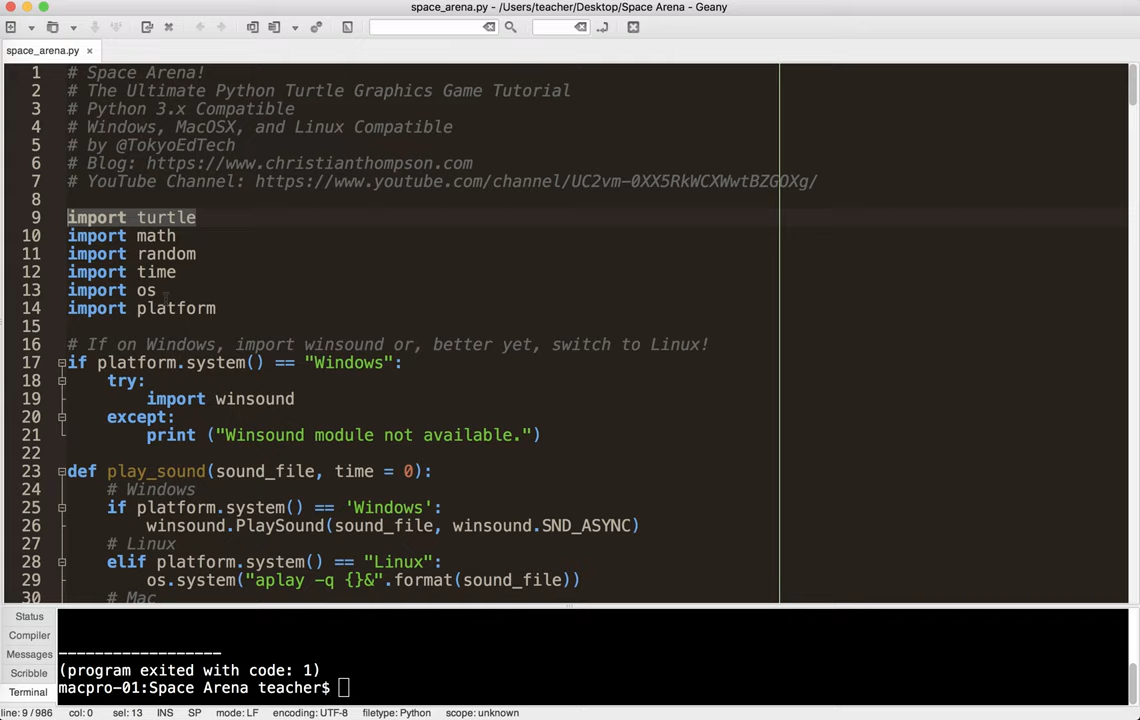 space_arena.py - /Users/teacher/Desktop/Space Arena - Geany
space_arena.py ×
1 # Space Arena!
2 # The Ultimate Python Turtle Graphics Game Tutorial
3 # Python 3.x Compatible
4 # Windows, MacOSX, and Linux Compatible
5 # by @TokyoEdTech
6 # Blog: https://www.christianthompson.com
7 # YouTube Channel: https://www.youtube.com/channel/UC2vm-0XX5RkWCXWwtBZGOXg/
8
9 import turtle
10 import math
11 import random
12 import time
13 import os
14 import platform
15
16 # If on Windows, import winsound or, better yet, switch to Linux!
17 if platform.system() == "Windows":
18 try:
19 import winsound
20 except:
21 print ("Winsound module not available.")
22
23 def play_sound(sound_file, time = 0):
24 # Windows
25 if platform.system() == 'Windows':
26 winsound.PlaySound(sound_file, winsound.SND_ASYNC)
27 # Linux
28 elif platform.system() == "Linux":
29 os.system("aplay -q {}&".format(sound_file))
30 # Mac
Status
Compiler
Messages
Scribble
Terminal
------------------
(program exited with code: 1)
macpro-01:Space Arena teacher$
line: 9 / 986 col: 0 sel: 13 INS SP mode: LF encoding: UTF-8 filetype: Python scope: unknown